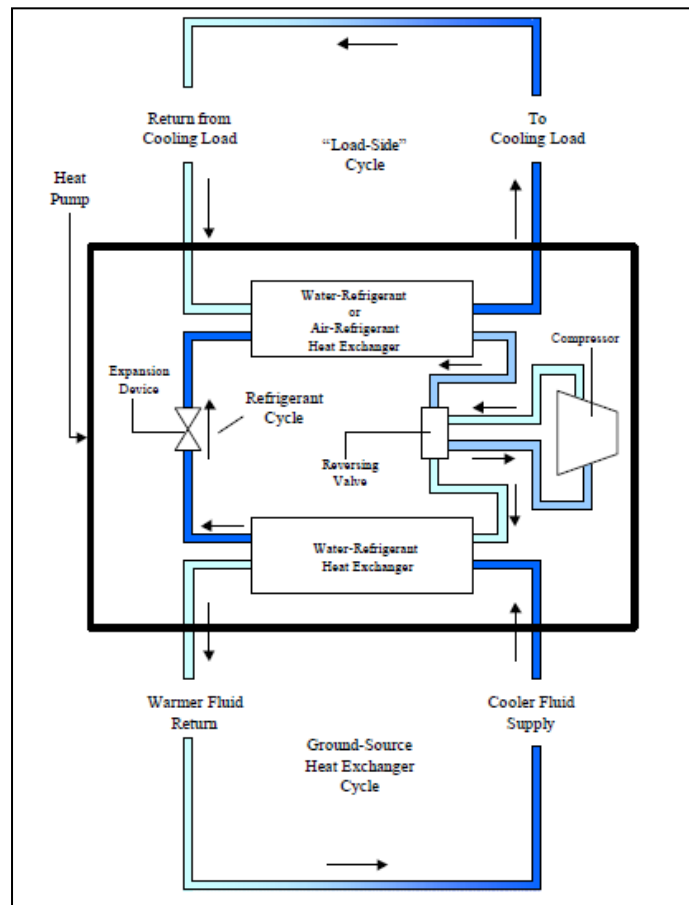 Return from
Cooling Load
"Load-Side"
Cycle
To
Cooling Load
Heat
Pump
Water-Refrigerant
or
Air-Refrigerant
Heat Exchanger
Compressor
Expansion
Device
Refrigerant
Cycle
Reversing
Valve
Water-Refrigerant
Heat Exchanger
Warmer Fluid
Return
Cooler Fluid
Supply
Ground-Source
Heat Exchanger
Cycle